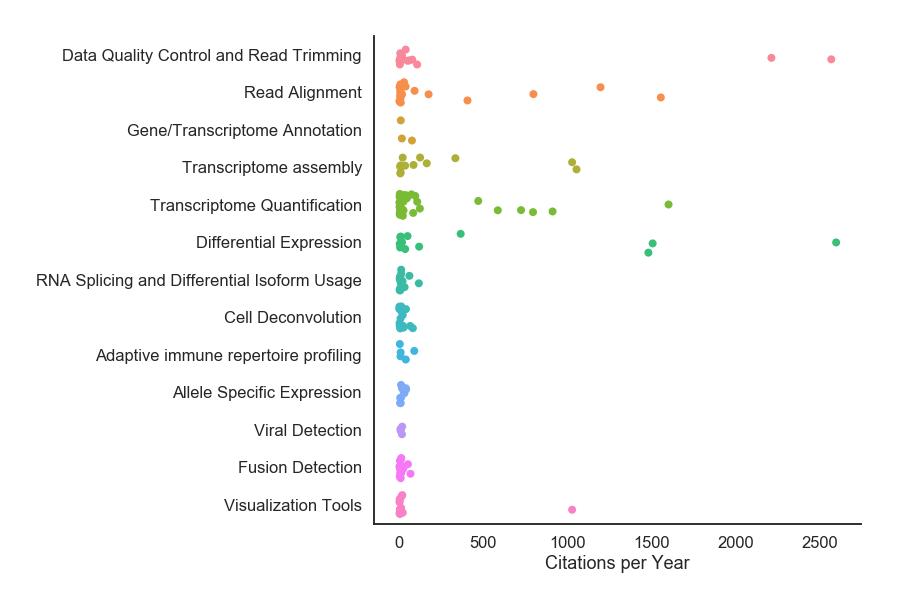 Data Quality Control and Read Trimming
Read Alignment
Gene/Transcriptome Annotation
Transcriptome assembly
Transcriptome Quantification
Differential Expression
RNA Splicing and Differential Isoform Usage
Cell Deconvolution
Adaptive immune repertoire profiling
Allele Specific Expression
Viral Detection
Fusion Detection
Visualization Tools
0 500 1000 1500 2000 2500
Citations per Year